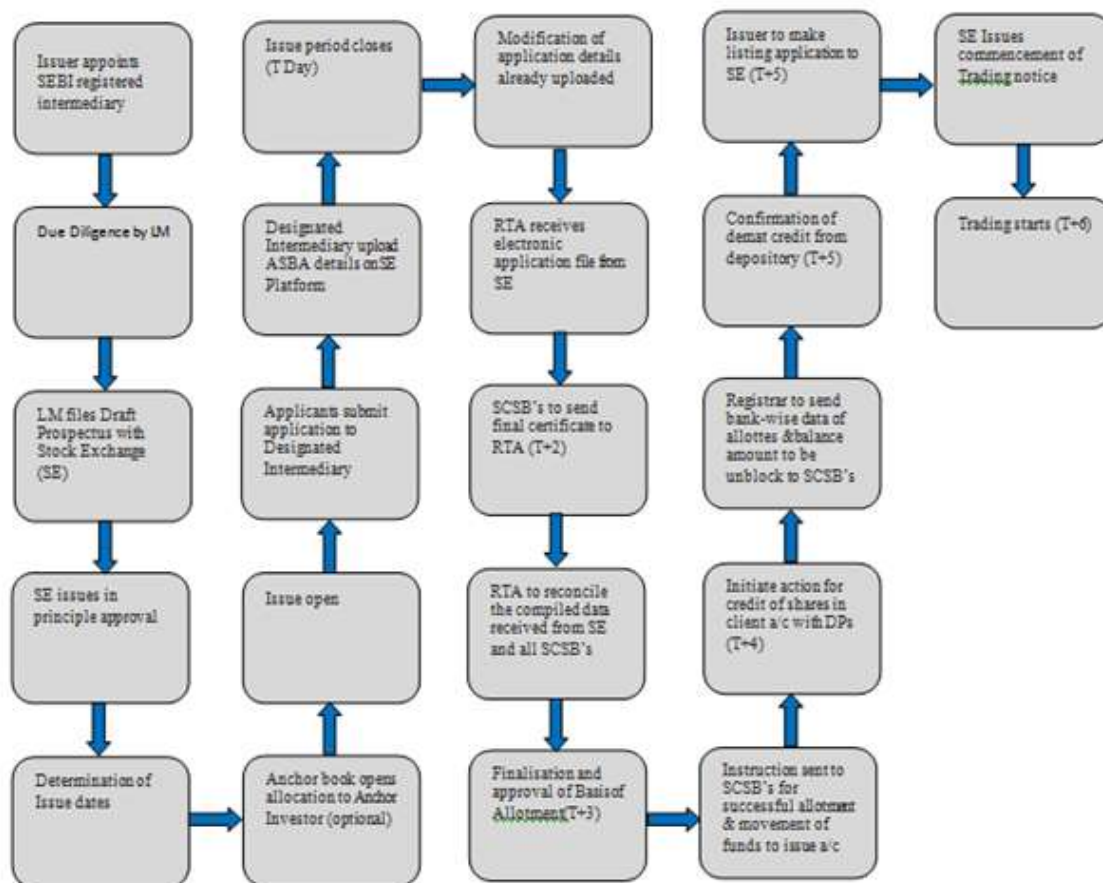 Issuer appoints
SEBI registered
intermediary
Due Diligence by LM
LM files Draft
Prospectus with
Stock Exchange
(SE)
SE issues in
principle approval
Determination of
Issue dates
Anchor book opens
allocation to Anchor
Investor (optional)
Issue open
Applicants submit
application to
Designated
Intermediary
Designated
Intermediary upload
ASBA details on SE
Platform
Issue period closes
(T Day)
Modification of
application details
already uploaded
RTA receives
electronic
application file from
SE
SCSB's to send
final certificate to
RTA (T+2)
RTA to reconcile
the compiled data
received from SE
and all SCSB's
Finalisation and
approval of Basis of
Allotment(T+3)
Instruction sent to
SCSB's for
successful allotment
& movement of
funds to issue a/c
Initiate action for
credit of shares in
client a/c with DPs
(T+4)
Registrar to send
bank-wise data of
allottes &balance
amount to be
unblock to SCSB's
Confirmation of
demat credit from
depository (T+5)
Issuer to make
listing application to
SE (T+5)
SE Issues
commencement of
Trading notice
Trading starts (T+6)